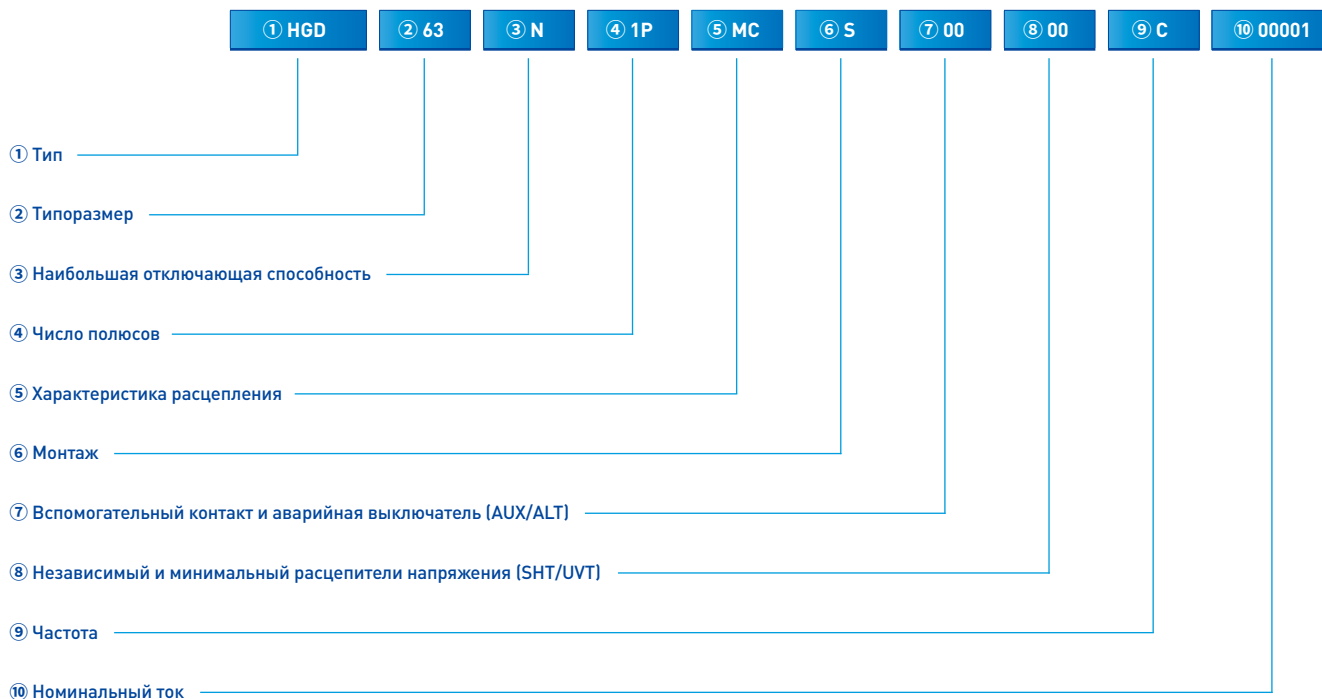 ① HGD ② 63 ③ N ④ 1P ⑤ MC ⑥ S ⑦ 00 ⑧ 00 ⑨ C ⑩ 00001
① Тип
② Типоразмер
③ Наибольшая отключающая способность
④ Число полюсов
⑤ Характеристика расцепления
⑥ Монтаж
⑦ Вспомогательный контакт и аварийная выключатель (AUX/ALT)
⑧ Независимый и минимальный расцепители напряжения (SHT/UVT)
⑨ Частота
⑩ Номинальный ток